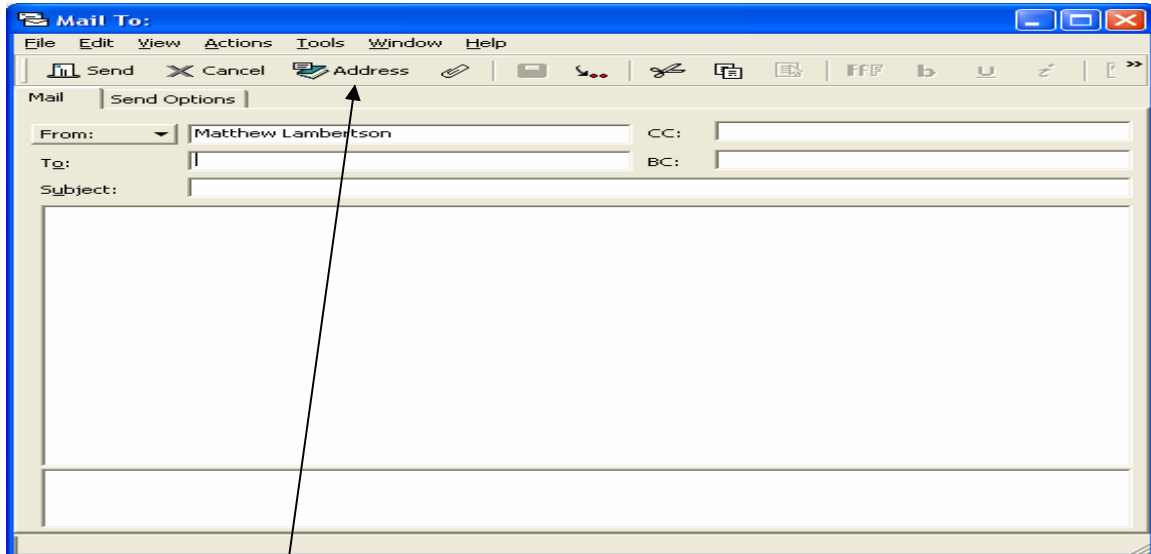 Mail To:
File Edit View Actions Tools Window Help
Send Cancel Address FFF b u i »
Mail Send Options
From: Matthew Lambertson CC:
To: BC:
Subject: